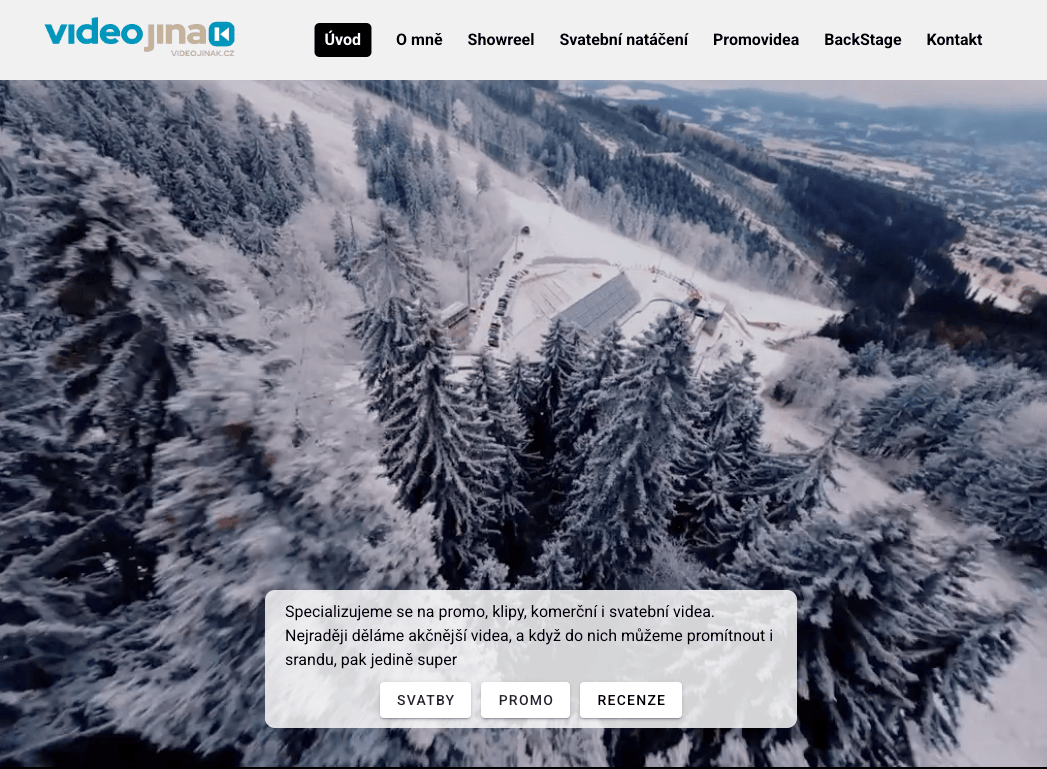 videojinak
VIDEOJINAK.CZ
Úvod
O mně
Showreel
Svatební natáčení
Promovidea
BackStage
Kontakt
Specializujeme se na promo, klipy, komerční i svatební videa.
Nejraději děláme akčnější videa, a když do nich můžeme promítnout i
srandu, pak jedině super
SVATBY
PROMO
RECENZE